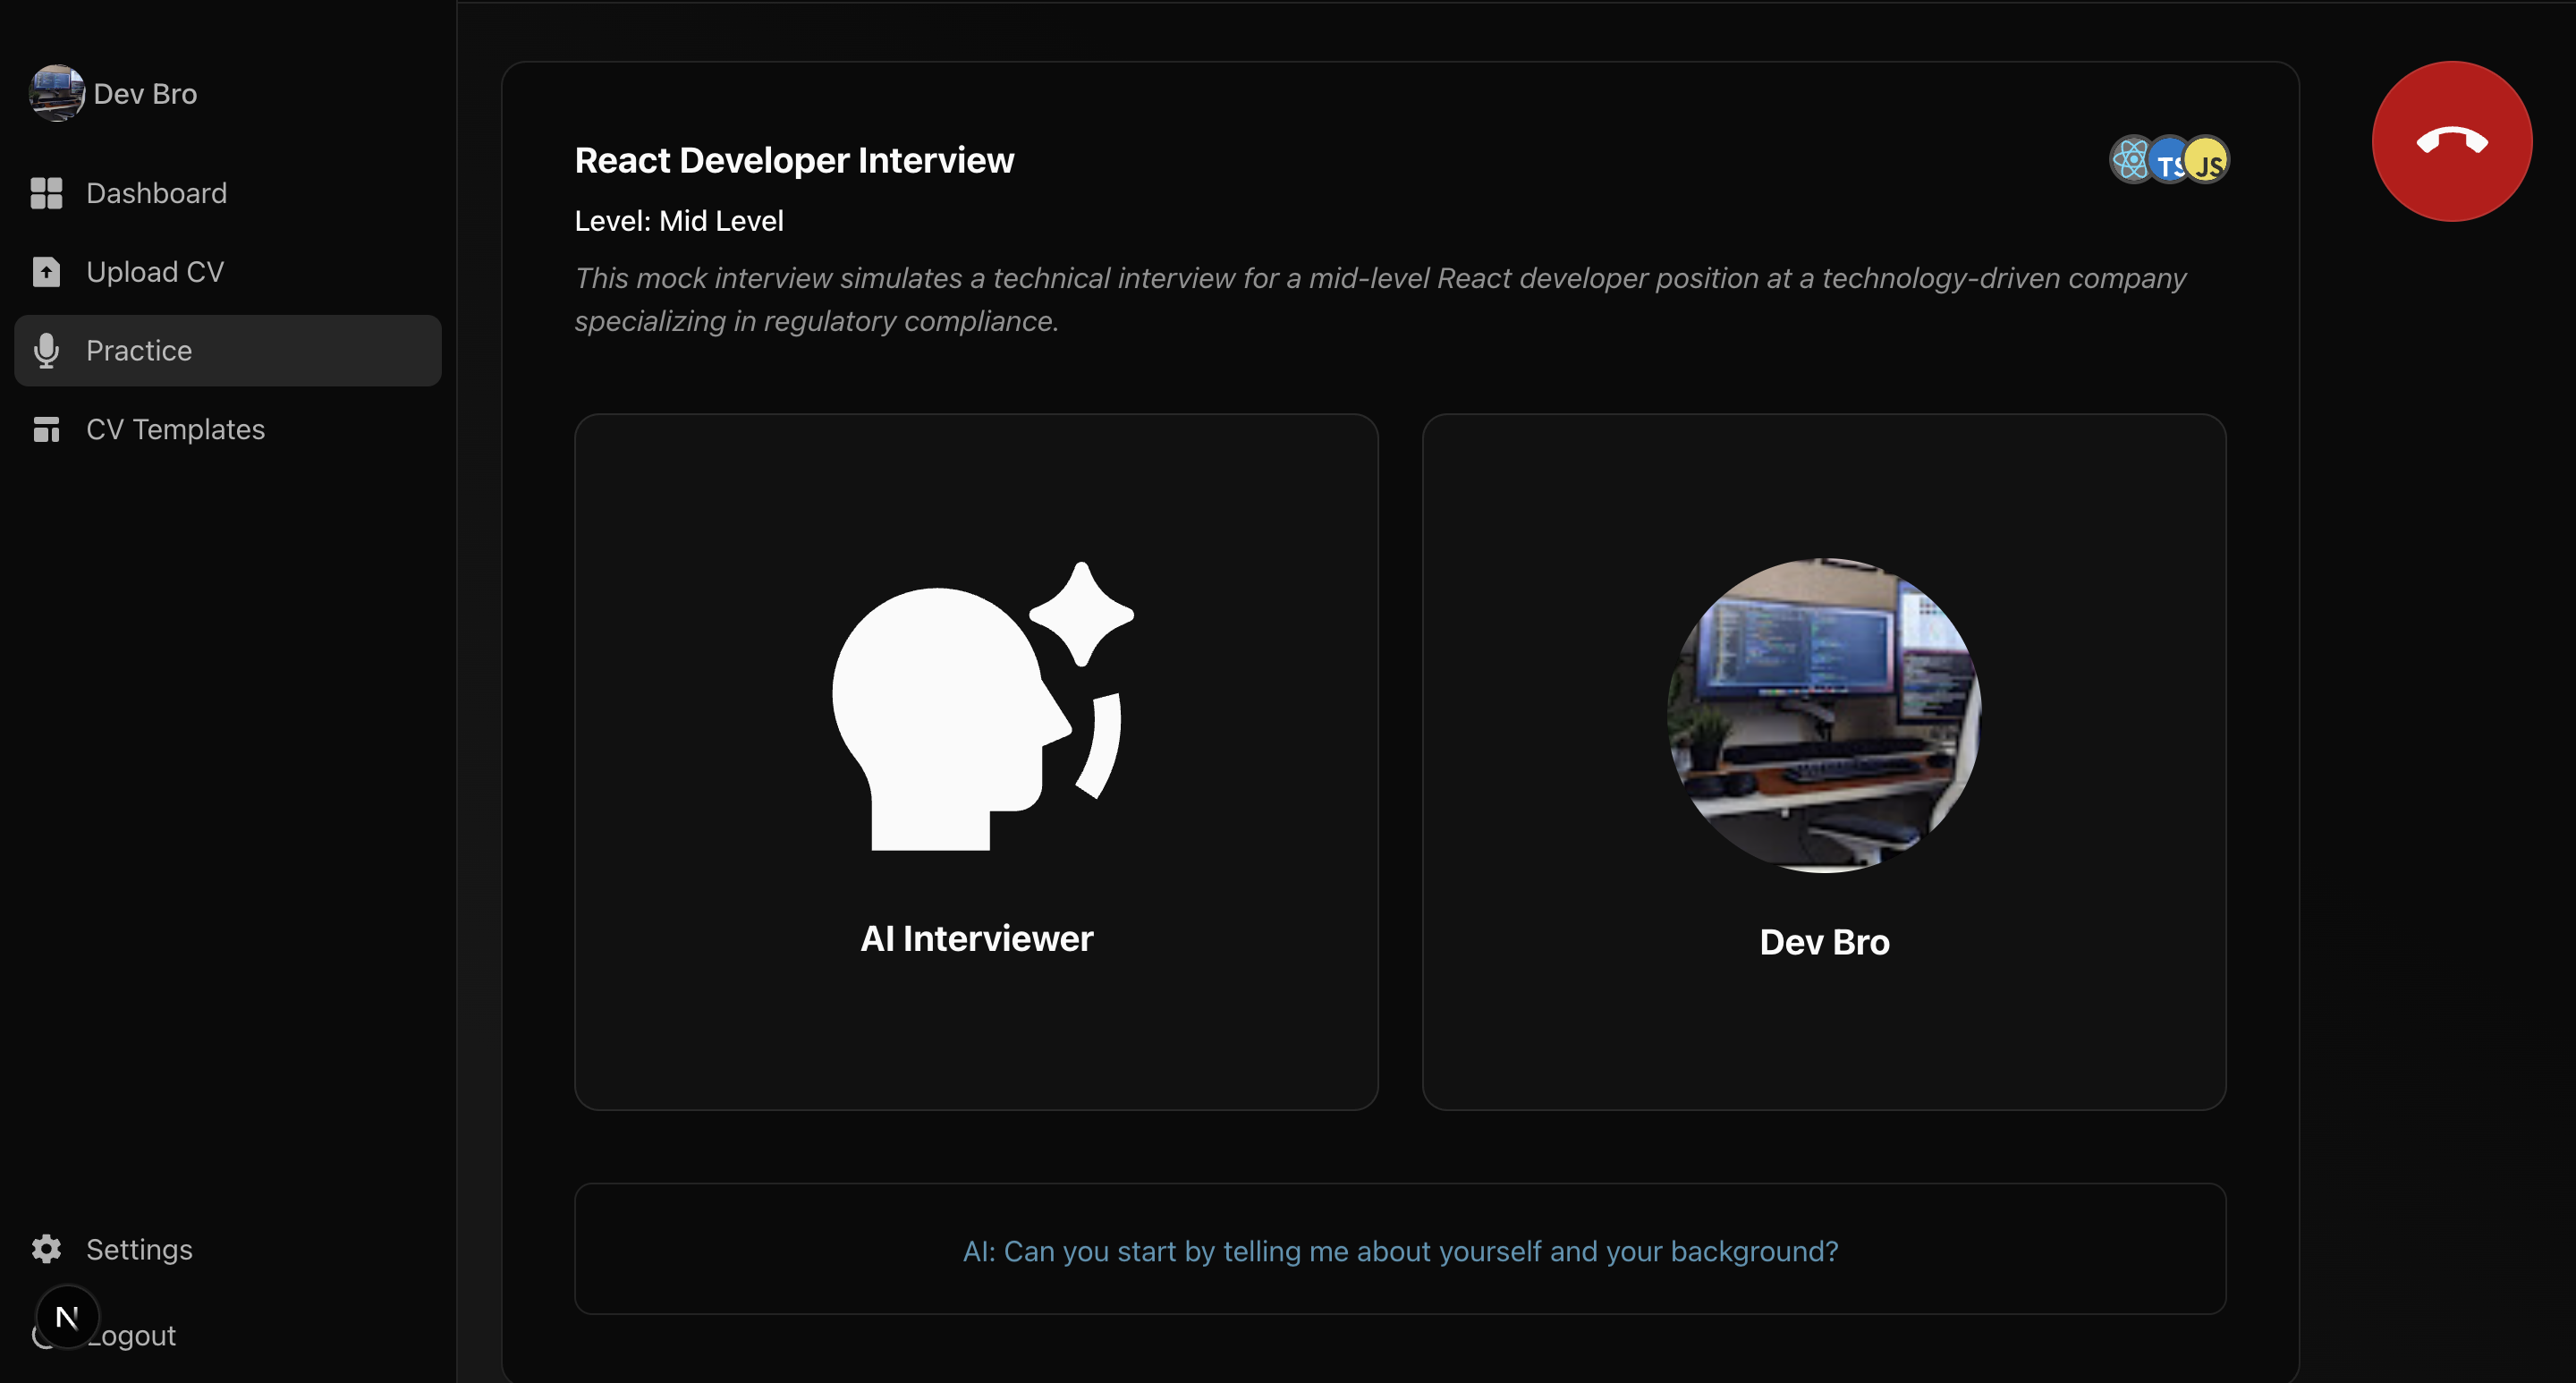 Dev Bro
Dashboard
Upload CV
Practice
CV Templates
Settings
N
Logout
React Developer Interview
TS
JS
Level: Mid Level
This mock interview simulates a technical interview for a mid-level React developer position at a technology-driven company
specializing in regulatory compliance.
AI Interviewer
Dev Bro
AI: Can you start by telling me about yourself and your background?